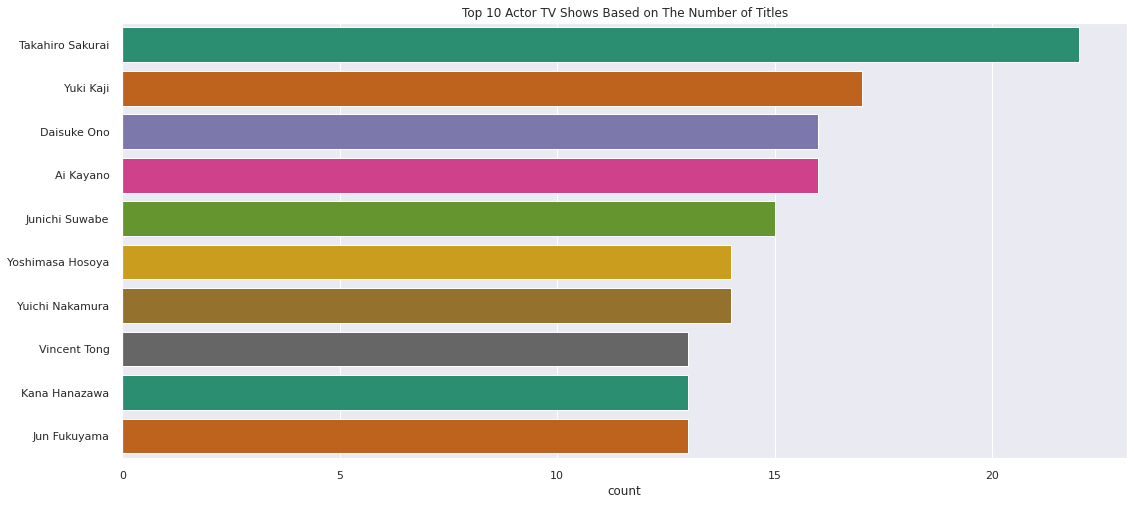 Top 10 Actor TV Shows Based on The Number of Titles
Takahiro Sakurai
Yuki Kaji
Daisuke Ono
Ai Kayano
Junichi Suwabe
Yoshimasa Hosoya
Yuichi Nakamura
Vincent Tong
Kana Hanazawa
Jun Fukuyama
0 5 10 15 20
count